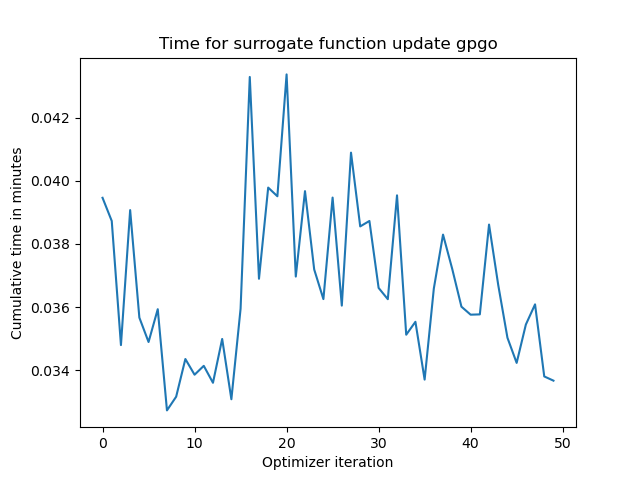 Time for surrogate function update gpgo
Cumulative time in minutes
0.042
0.040
0.038
0.036
0.034
0 10 20 30 40 50
Optimizer iteration